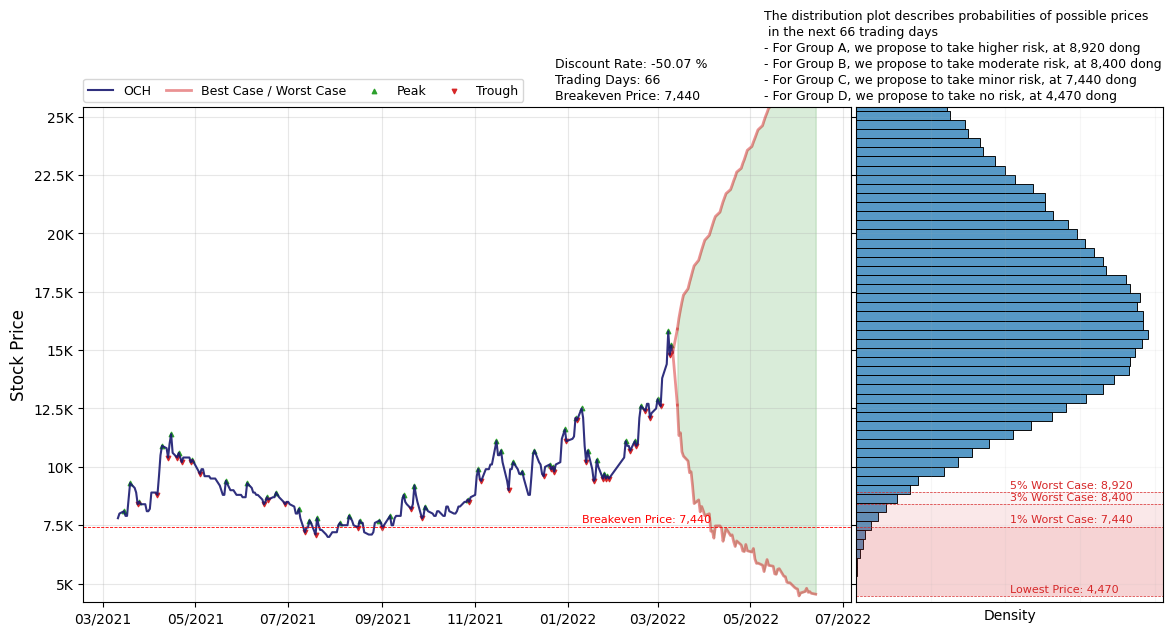 The distribution plot describes probabilities of possible prices
in the next 66 trading days
- For Group A, we propose to take higher risk, at 8,920 dong
- For Group B, we propose to take moderate risk, at 8,400 dong
- For Group C, we propose to take minor risk, at 7,440 dong
- For Group D, we propose to take no risk, at 4,470 dong
Discount Rate: -50.07 %
Trading Days: 66
Breakeven Price: 7,440
OCH
Best Case / Worst Case
Peak
Trough
Stock Price
25K
22.5K
20K
17.5K
15K
12.5K
10K
7.5K
5K
Breakeven Price: 7,440
5% Worst Case: 8,920
3% Worst Case: 8,400
1% Worst Case: 7,440
Lowest Price: 4,470
03/2021
05/2021
07/2021
09/2021
11/2021
01/2022
03/2022
05/2022
07/2022
Density